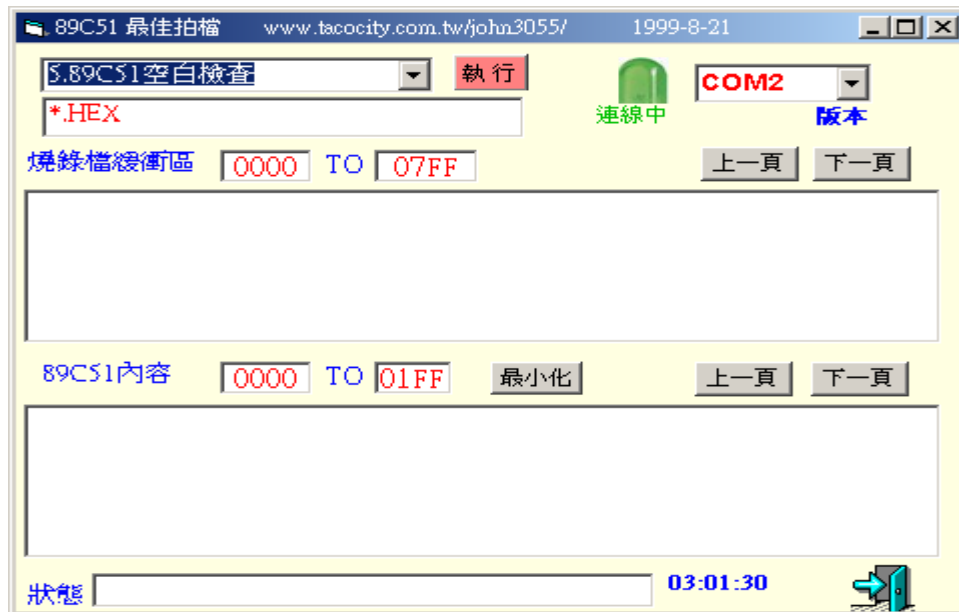 89C51 最佳拍檔 www.tacocity.com.tw/john3055/ 1999-8-21
5.89C51空白檢查 執行 COM2
*.HEX 連線中 版本
燒錄檔緩衝區 0000 TO 07FF 上一頁 下一頁
89C51內容 0000 TO 01FF 最小化 上一頁 下一頁
狀態 03:01:30